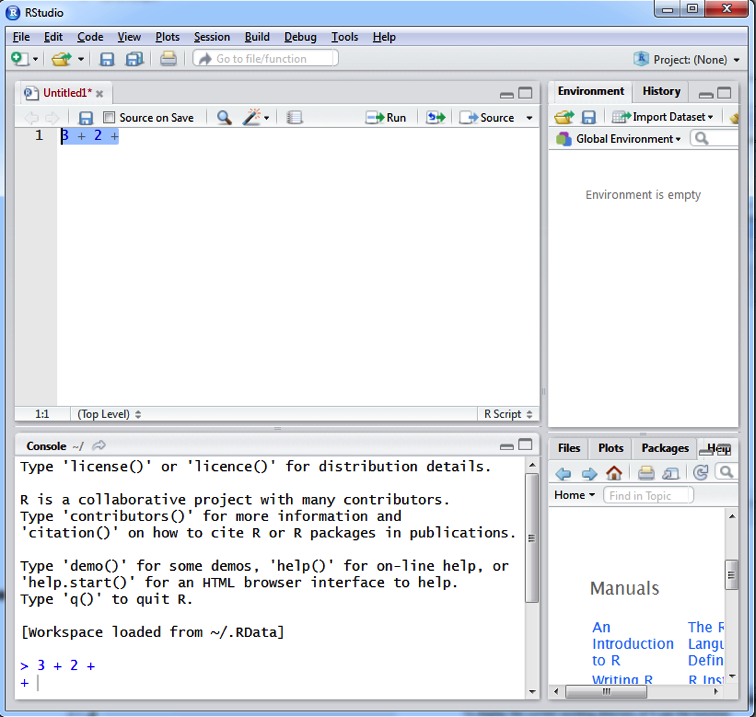 RStudio
File Edit Code View Plots Session Build Debug Tools Help
Go to file/function Project: (None)
Untitled1*
Source on Save Run Source
1 3 + 2 +
1:1 (Top Level) R Script
Console ~/
Type 'license()' or 'licence()' for distribution details.
R is a collaborative project with many contributors.
Type 'contributors()' for more information and
'citation()' on how to cite R or R packages in publications.
Type 'demo()' for some demos, 'help()' for on-line help, or
'help.start()' for an HTML browser interface to help.
Type 'q()' to quit R.
[Workspace loaded from ~/.RData]
> 3 + 2 +
+
Environment History
Import Dataset
Global Environment
Environment is empty
Files Plots Packages Help
Home Find in Topic
Manuals
An The R
Introduction Langu
to R Defin
Writing R R Inst